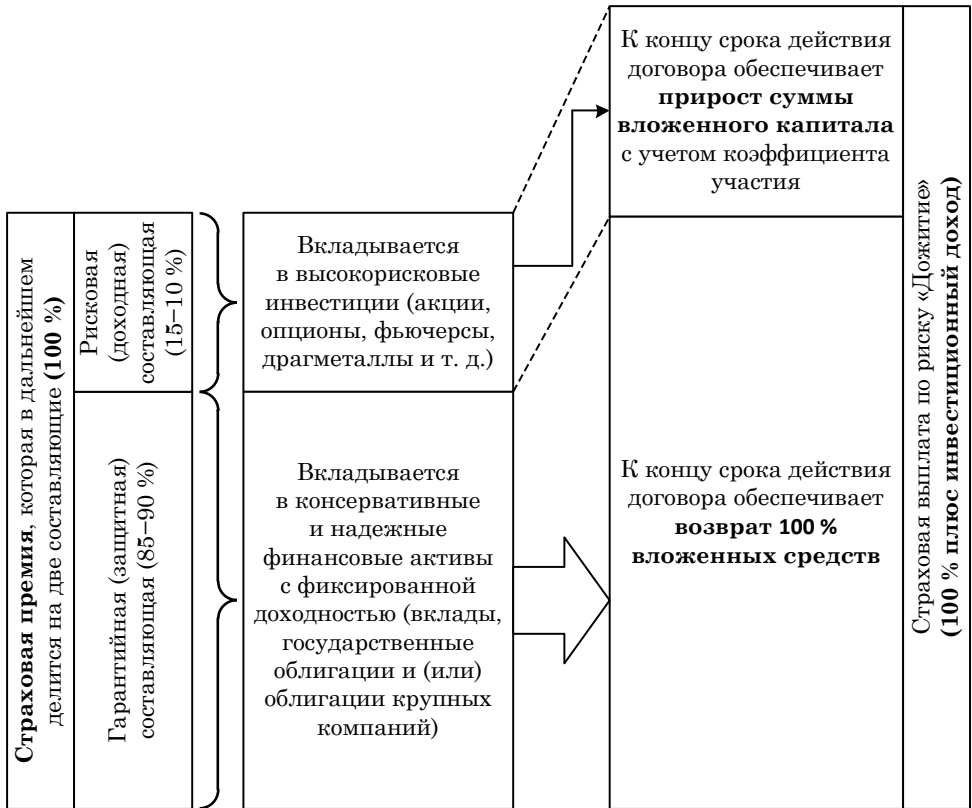 Страховая премия, которая в дальнейшем
делится на две составляющие (100 %)
Рисковая
(доходная)
составляющая
(15–10 %)
Гарантийная (защитная)
составляющая (85–90 %)
Вкладывается
в высокорисковые
инвестиции (акции,
опционы, фьючерсы,
драгметаллы и т. д.)
Вкладывается
в консервативные
и надежные
финансовые активы
с фиксированной
доходностью (вклады,
государственные
облигации и (или)
облигации крупных
компаний)
К концу срока действия
договора обеспечивает
прирост суммы
вложенного капитала
с учетом коэффициента
участия
К концу срока действия
договора обеспечивает
возврат 100 %
вложенных средств
Страховая выплата по риску «Дожитие»
(100 % плюс инвестиционный доход)